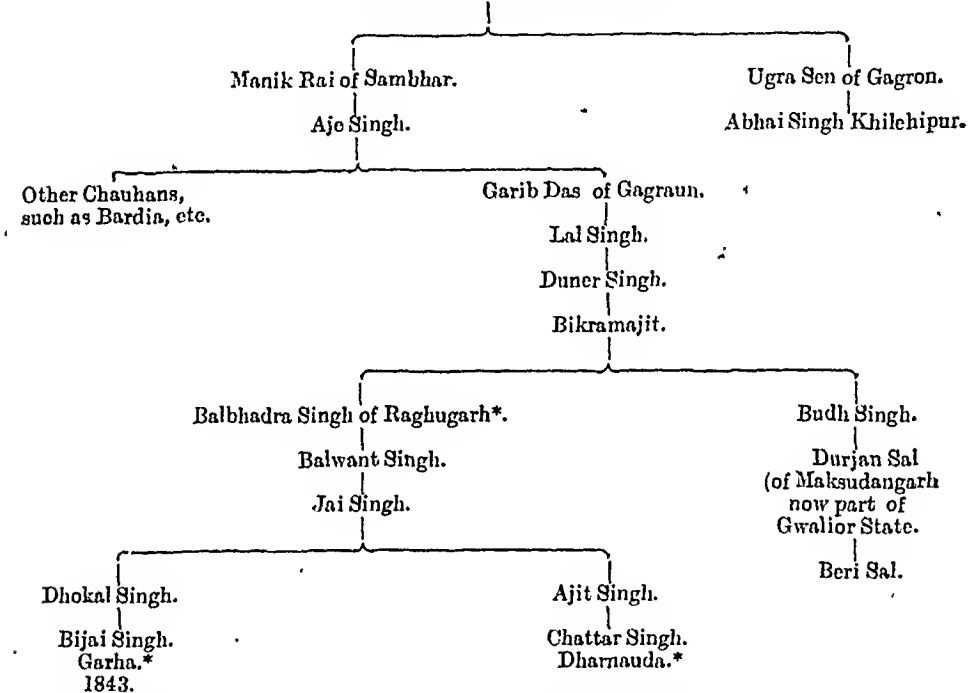 Manik Rai of Sambhar.
Ugra Sen of Gagron.
Aje Singh.
Abhai Singh Khilchipur.
Other Chauhans,
such as Bardia, etc.
Garib Das of Gagraun.
Lal Singh.
Duner Singh.
Bikramajit.
Balbhadra Singh of Raghugarh*.
Budh Singh.
Balwant Singh.
Durjan Sal
(of Maksudangarh
now part of
Gwalior State.
Jai Singh.
Beri Sal.
Dhokal Singh.
Ajit Singh.
Bijai Singh.
Garha.*
1843.
Chattar Singh.
Dharnauda.*